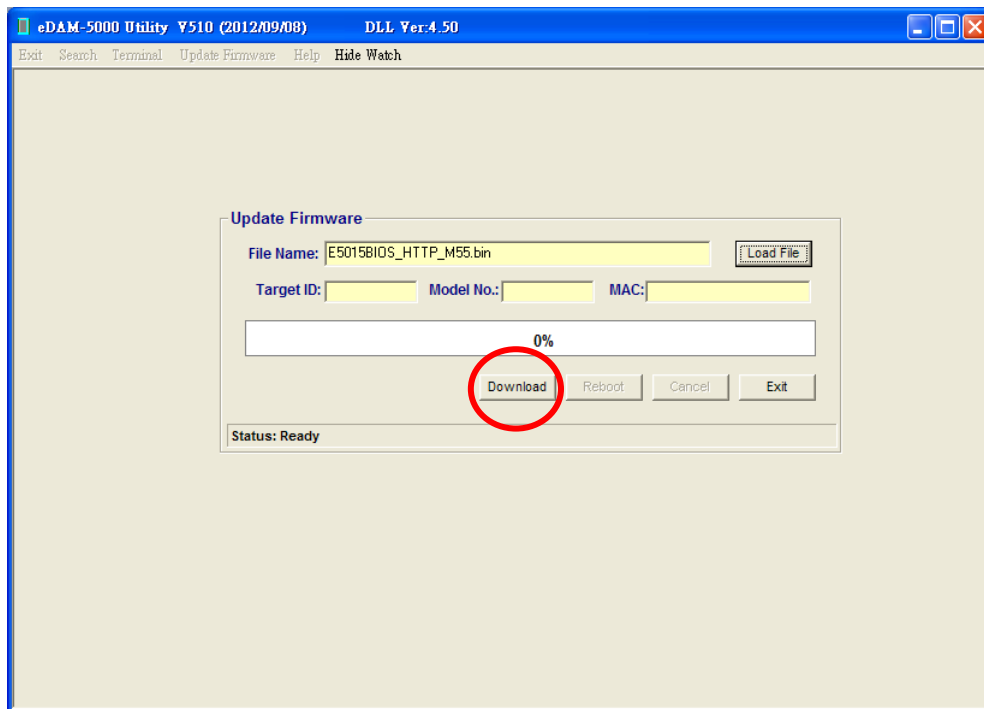 eDAM-5000 Utility V510 (2012/09/08) DLL Ver:4.50
Exit Search Terminal Update Firmware Help Hide Watch
Update Firmware
File Name: E5015BIOS_HTTP_M55.bin Load File
Target ID: Model No.: MAC:
0%
Download Reboot Cancel Exit
Status: Ready